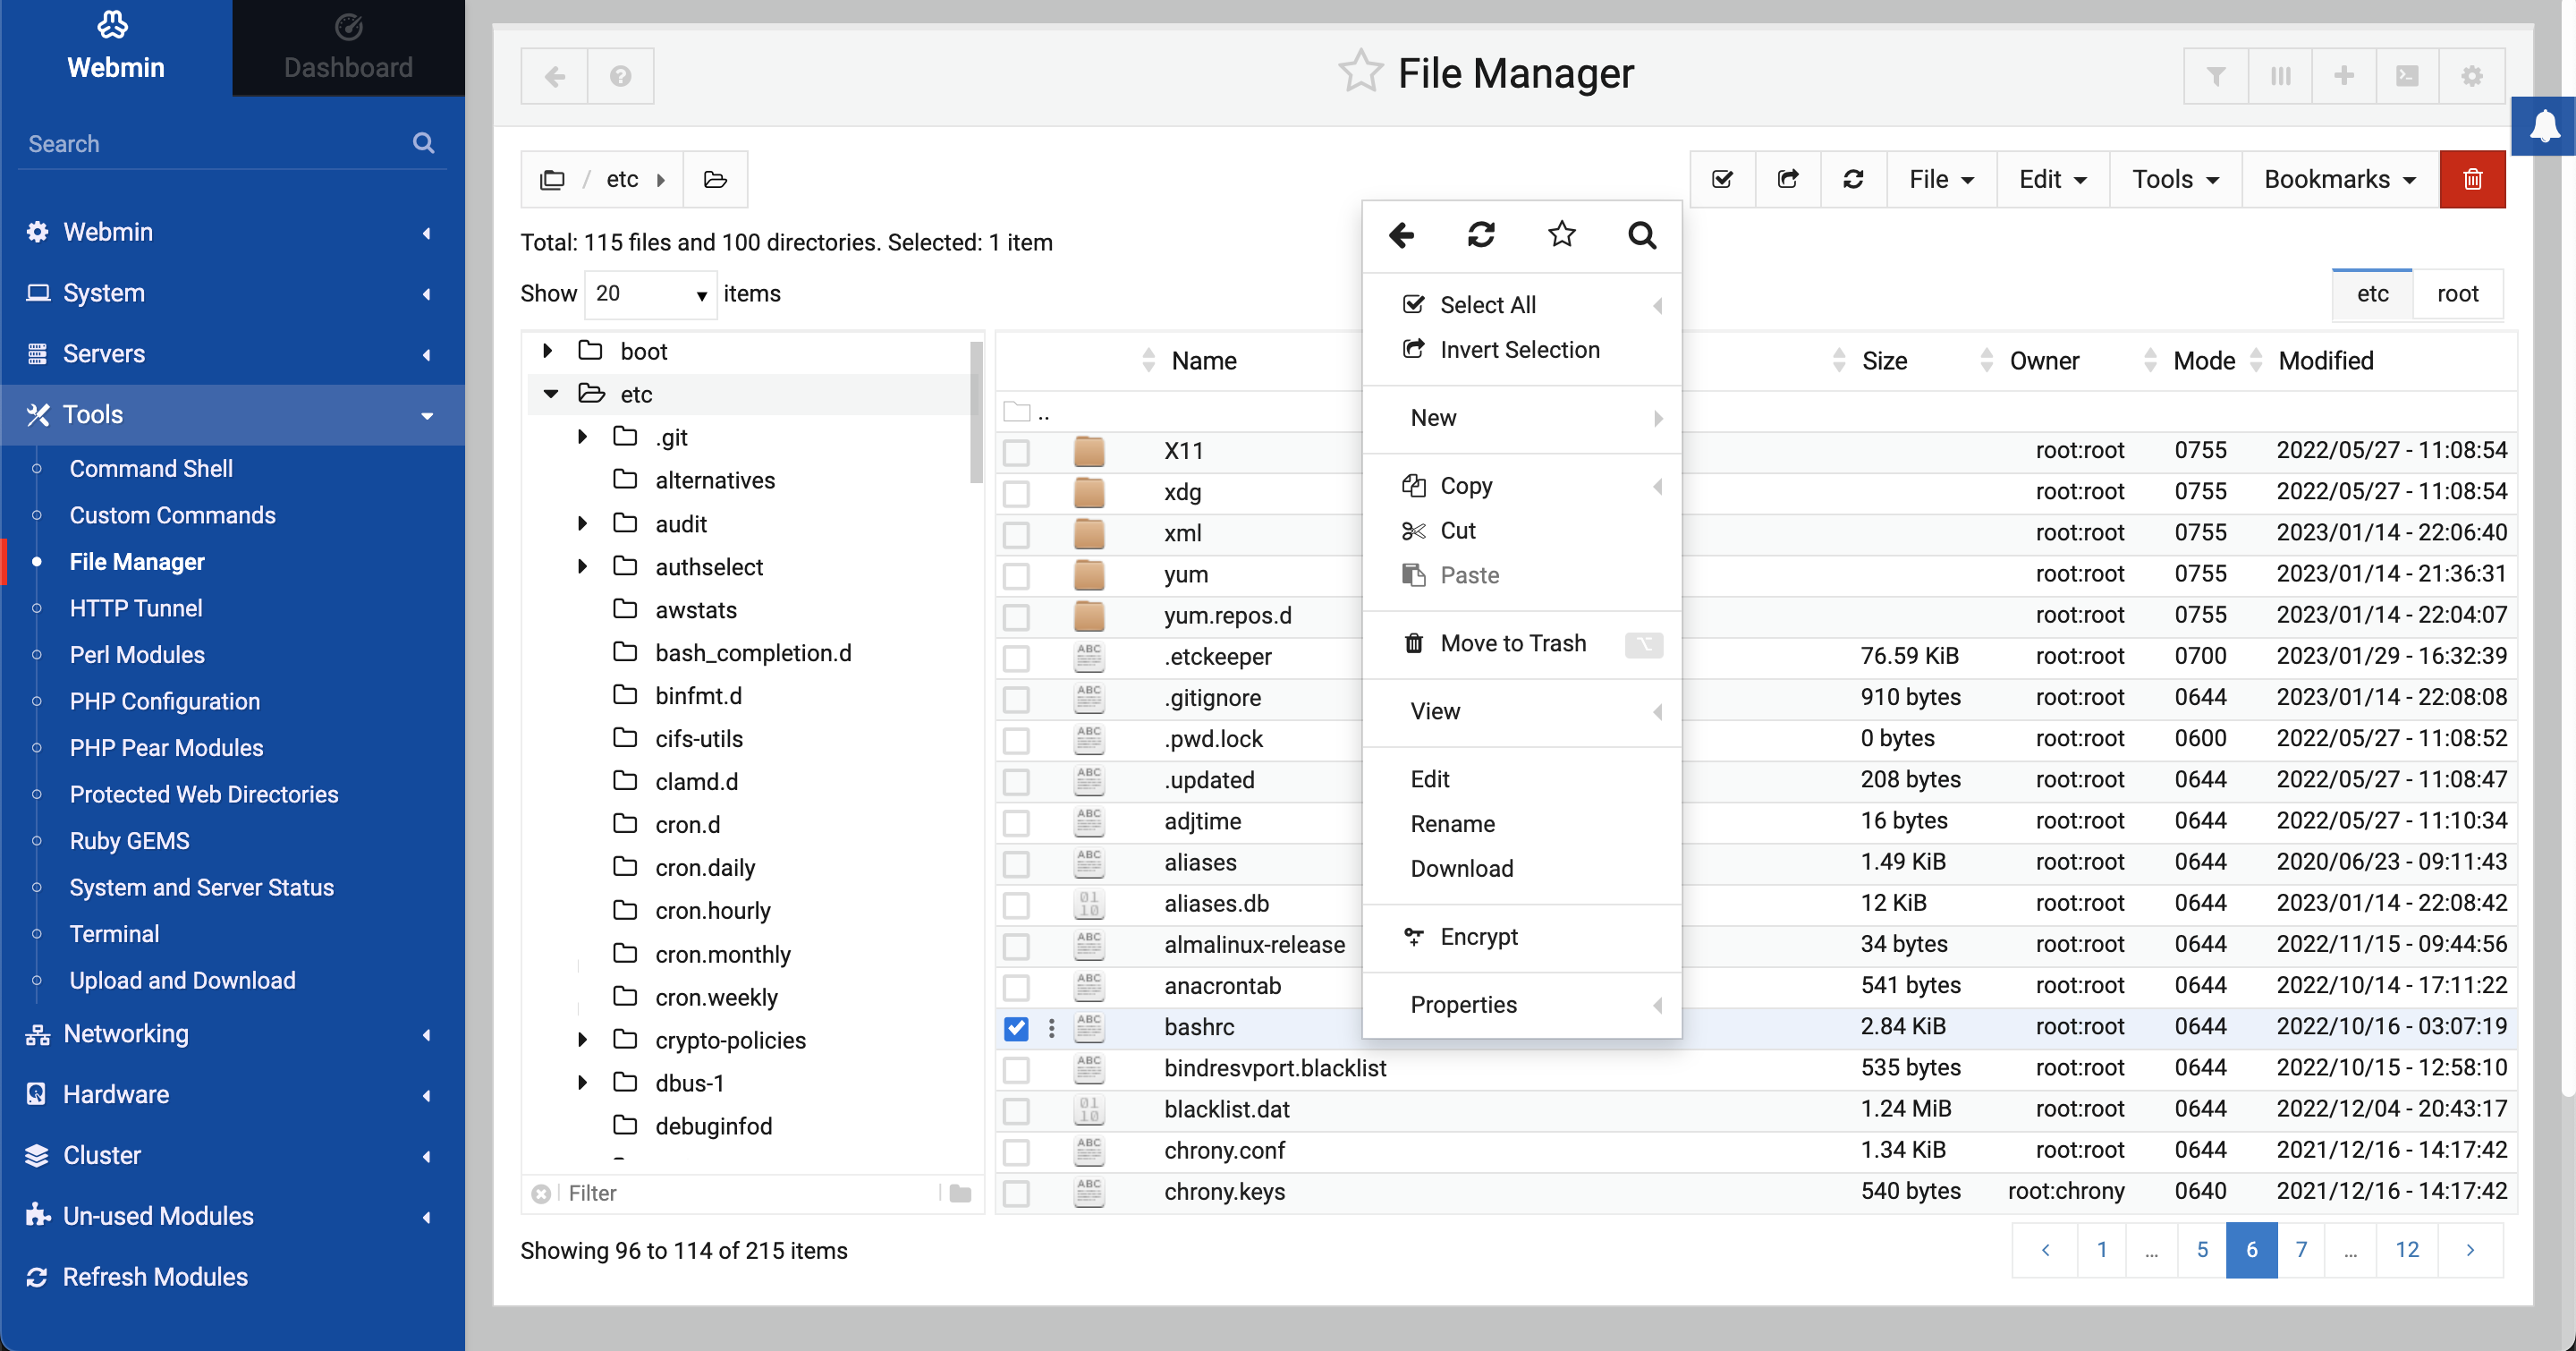 Webmin
Dashboard
Search
Webmin
System
Servers
Tools
Command Shell
Custom Commands
File Manager
HTTP Tunnel
Perl Modules
PHP Configuration
PHP Pear Modules
Protected Web Directories
Ruby GEMS
System and Server Status
Terminal
Upload and Download
Networking
Hardware
Cluster
Un-used Modules
Refresh Modules
File Manager
/ etc
File
Edit
Tools
Bookmarks
Total: 115 files and 100 directories. Selected: 1 item
Show 20 items
etc
root
boot
etc
.git
alternatives
audit
authselect
awstats
bash_completion.d
binfmt.d
cifs-utils
clamd.d
cron.d
cron.daily
cron.hourly
cron.monthly
cron.weekly
crypto-policies
dbus-1
debuginfod
Filter
Name Size Owner Mode Modified
..
X11 root:root 0755 2022/05/27 - 11:08:54
xdg root:root 0755 2022/05/27 - 11:08:54
xml root:root 0755 2023/01/14 - 22:06:40
yum root:root 0755 2023/01/14 - 21:36:31
yum.repos.d root:root 0755 2023/01/14 - 22:04:07
ABC .etckeeper 76.59 KiB root:root 0700 2023/01/29 - 16:32:39
ABC .gitignore 910 bytes root:root 0644 2023/01/14 - 22:08:08
ABC .pwd.lock 0 bytes root:root 0600 2022/05/27 - 11:08:52
ABC .updated 208 bytes root:root 0644 2022/05/27 - 11:08:47
ABC adjtime 16 bytes root:root 0644 2022/05/27 - 11:10:34
ABC aliases 1.49 KiB root:root 0644 2020/06/23 - 09:11:43
01 10 aliases.db 12 KiB root:root 0644 2023/01/14 - 22:08:42
ABC almalinux-release 34 bytes root:root 0644 2022/11/15 - 09:44:56
ABC anacrontab 541 bytes root:root 0644 2022/10/14 - 17:11:22
ABC bashrc 2.84 KiB root:root 0644 2022/10/16 - 03:07:19
ABC bindresvport.blacklist 535 bytes root:root 0644 2022/10/15 - 12:58:10
01 10 blacklist.dat 1.24 MiB root:root 0644 2022/12/04 - 20:43:17
ABC chrony.conf 1.34 KiB root:root 0644 2021/12/16 - 14:17:42
ABC chrony.keys 540 bytes root:chrony 0640 2021/12/16 - 14:17:42
Select All
Invert Selection
New
Copy
Cut
Paste
Move to Trash ⌥
View
Edit
Rename
Download
Encrypt
Properties
Showing 96 to 114 of 215 items
‹ 1 ... 5 6 7 ... 12 ›